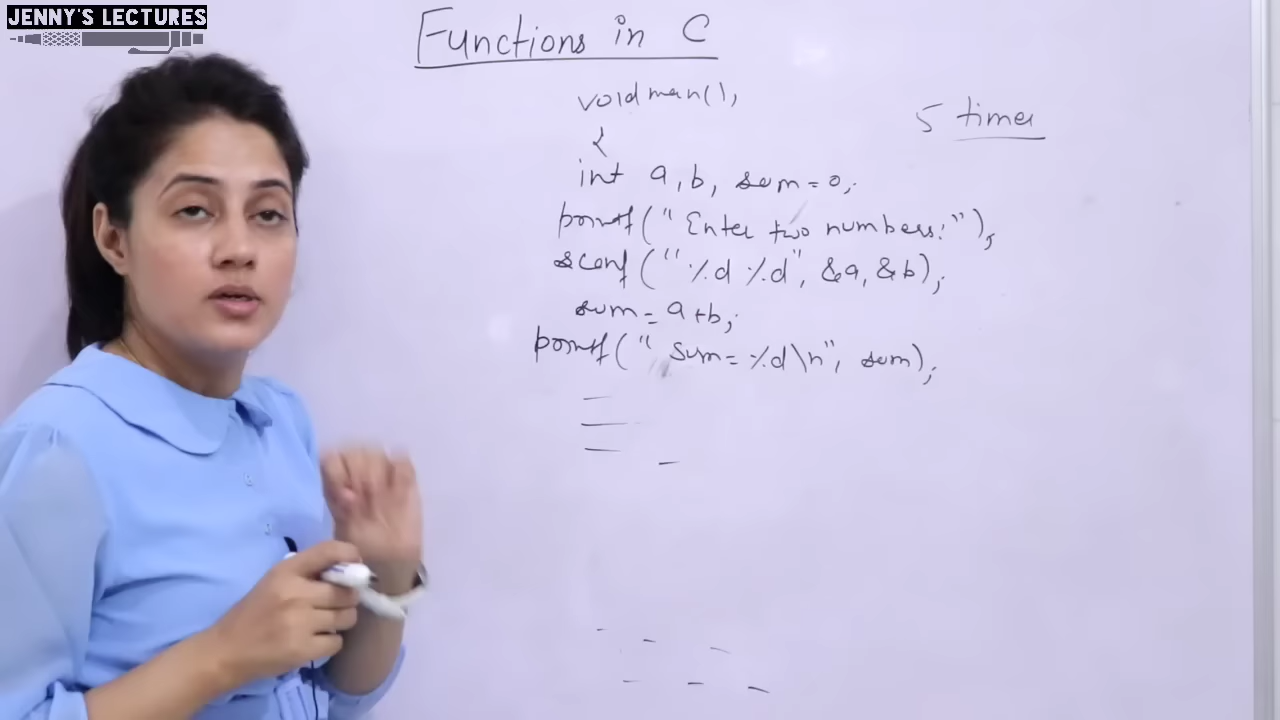 JENNY'S LECTURES
Functions in C
void man(),
5 times
{
int a, b, sum = 0;
printf(" Enter two numbers:");
scanf("%d %d", &a, &b);
sum = a+b;
printf(" Sum = %d\n", sum);